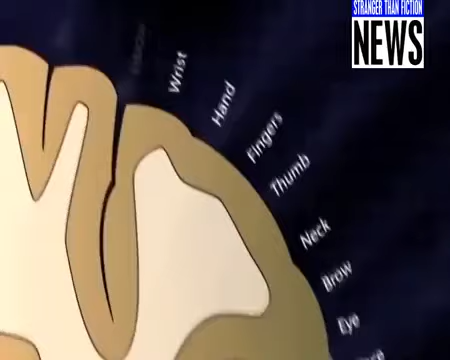 STRANGER THAN FICTION
NEWS
Wrist
Hand
Fingers
Thumb
Neck
Brow
Eye